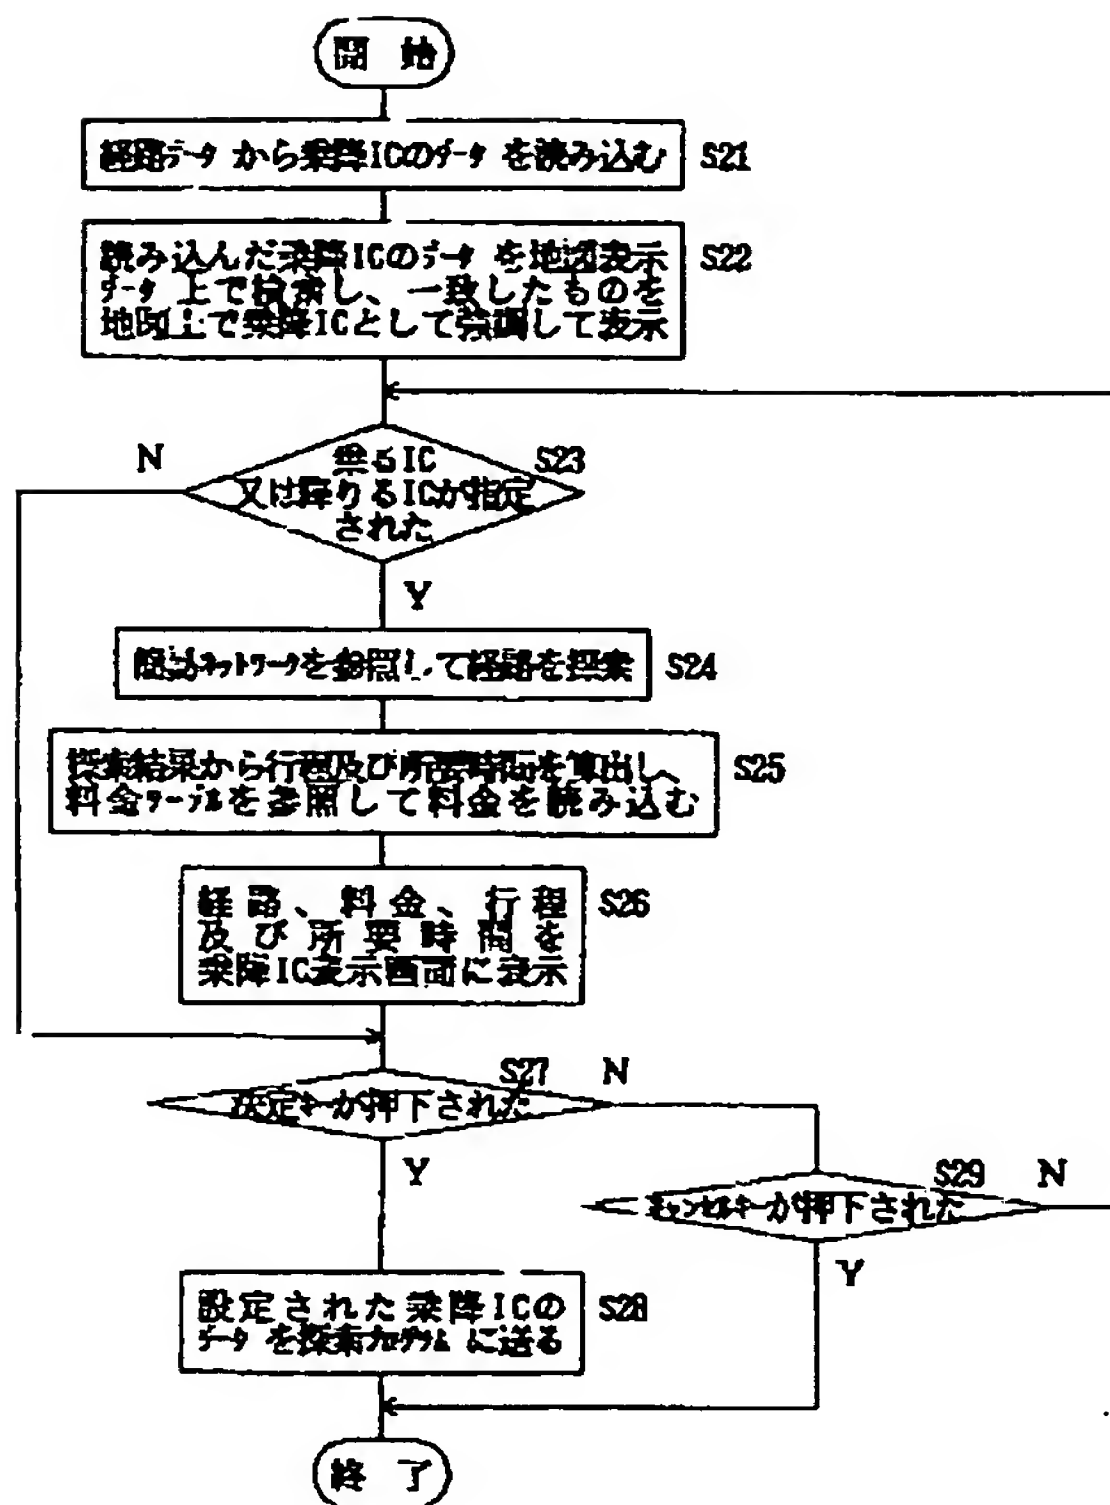 開 始
経路データ から乗降ICのデータ を読み込む S21
読み込んだ乗降ICのデータ を地図表示 S22
データ 上で検索し、一致したものを
地図上で乗降ICとして強調して表示
N
乗るIC S23
又は降りるICが指定
された
Y
簡易ネットワークを参照して経路を探索 S24
探索結果から行程及び所要時間を算出し、 S25
料金テーブルを参照して料金を読み込む
経路、料金、行程 S26
及び所要時間を
乗降IC表示画面に表示
S27 N
決定キーが押下された
Y
S29 N
キャンセルキーが押下された
Y
設定された乗降ICの S28
データ を探索プログラム に送る
終 了